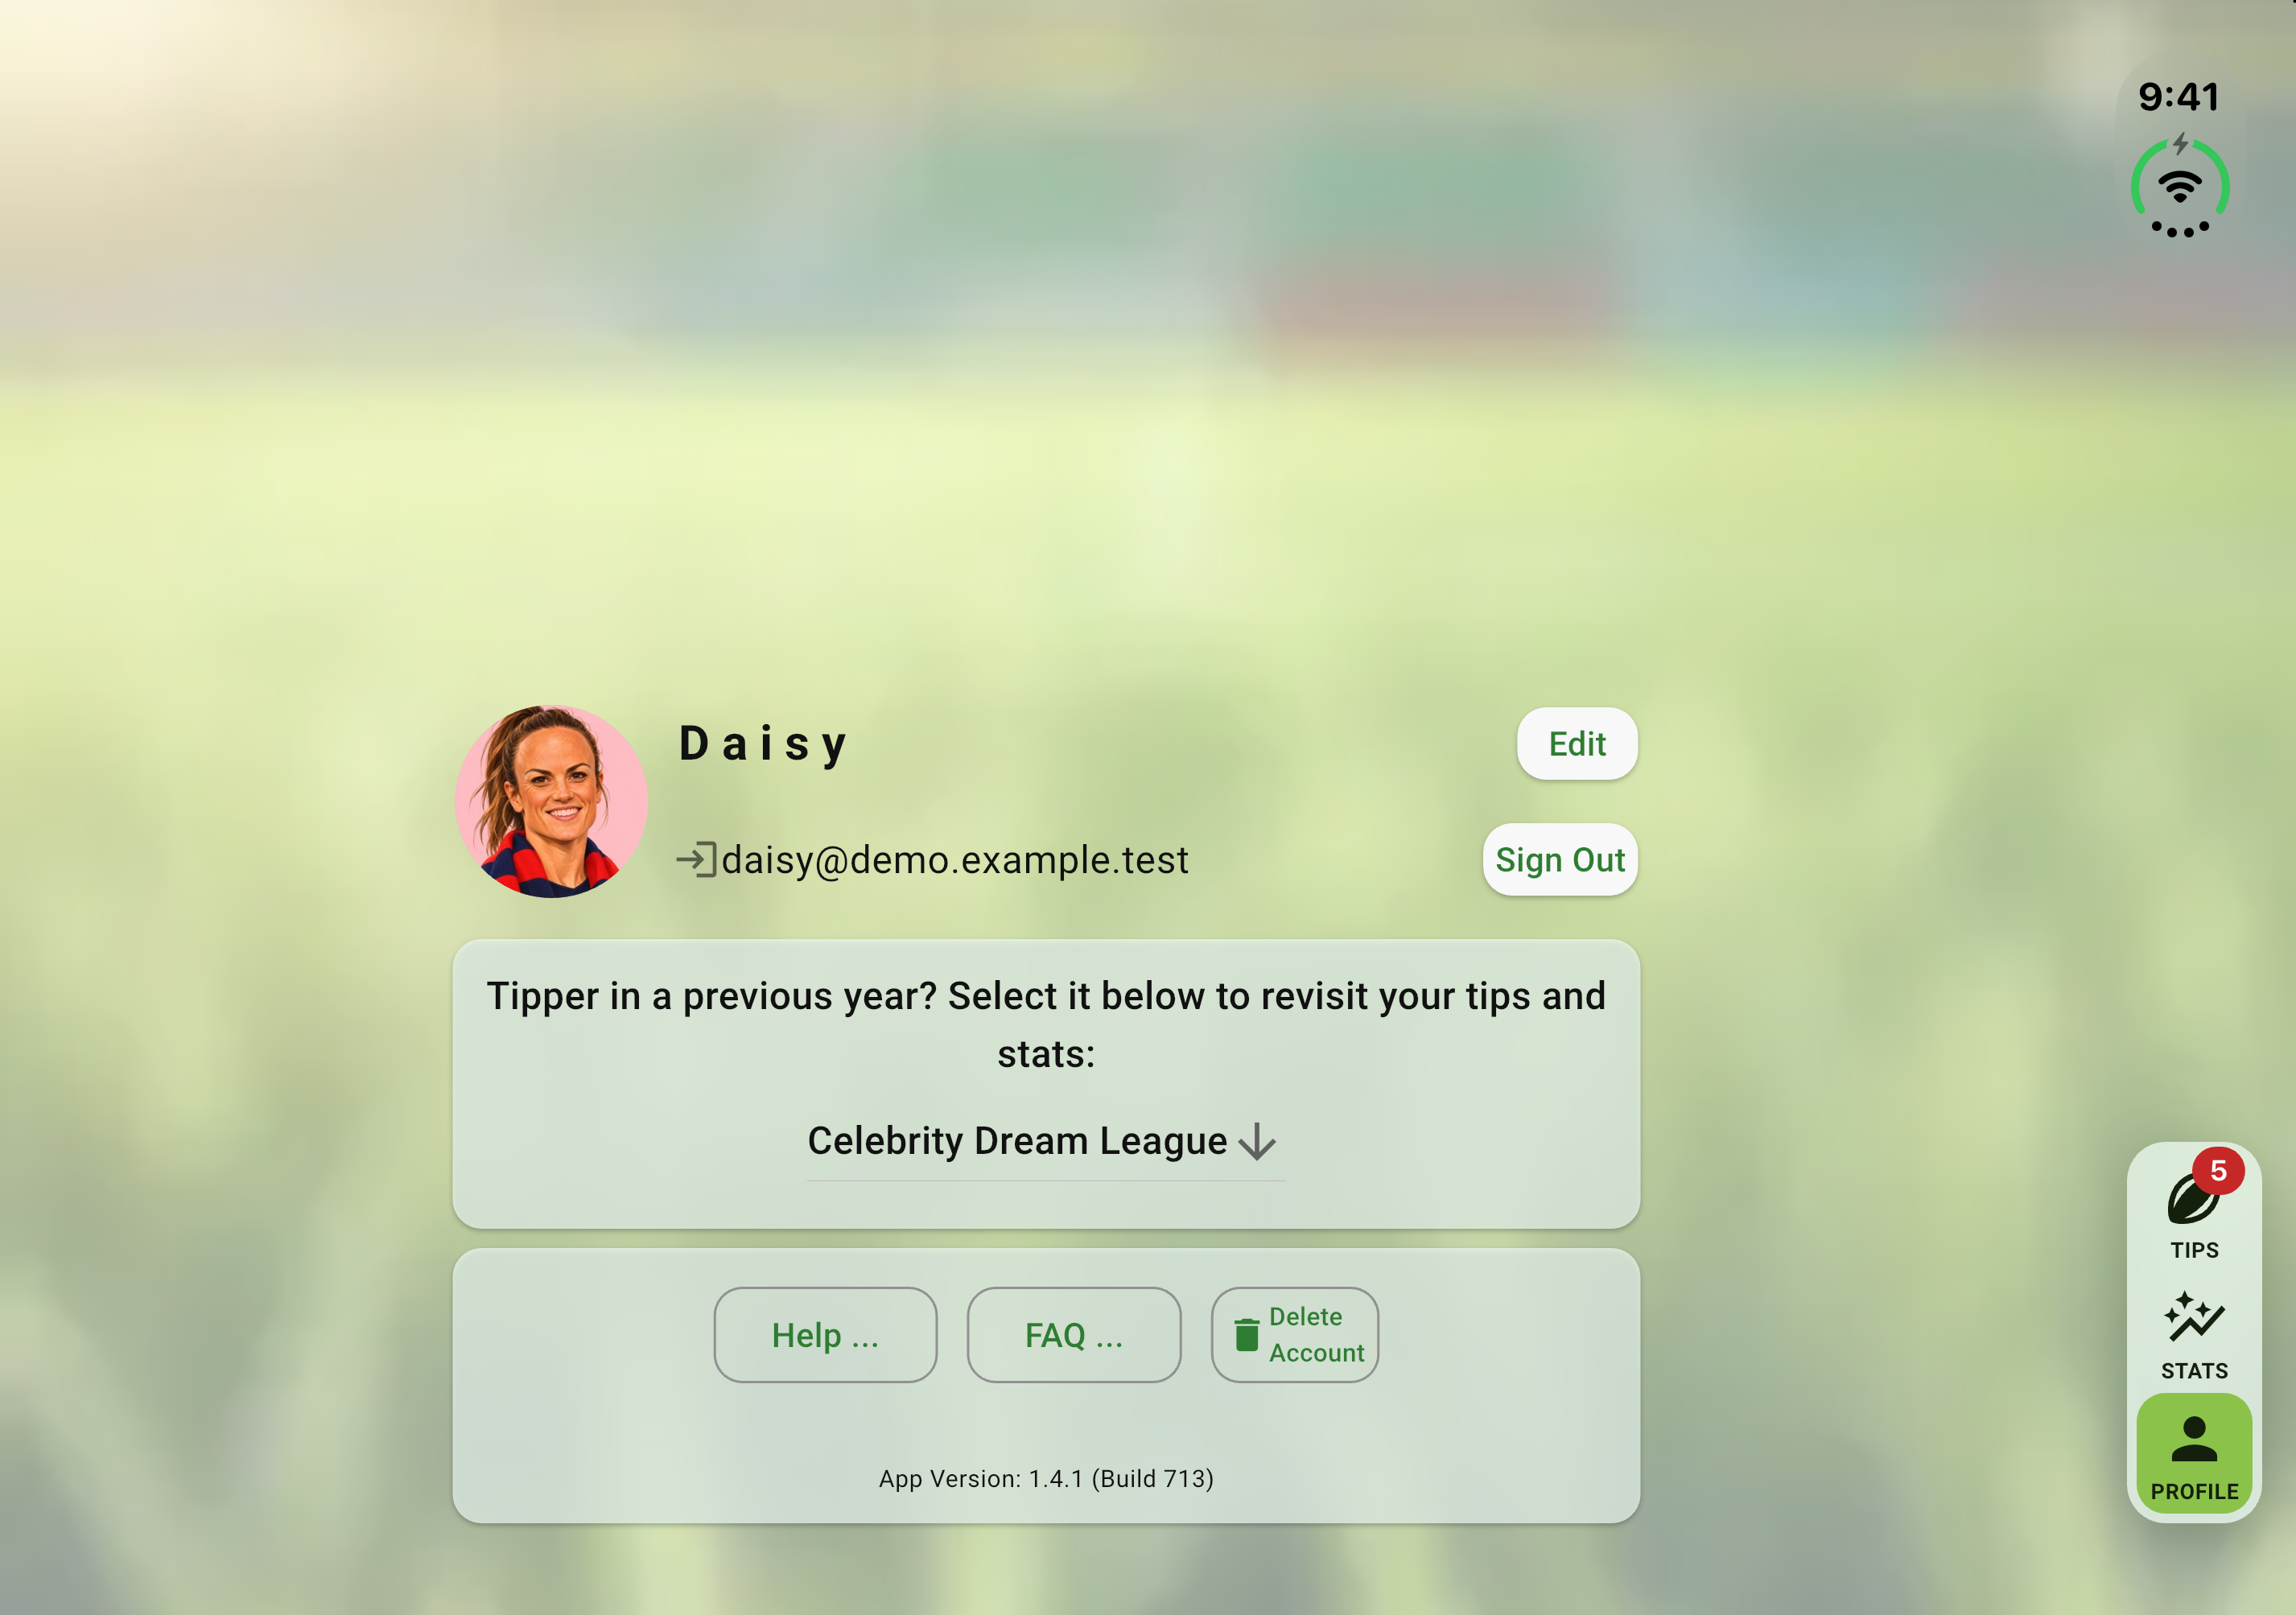 9:41
Daisy
Edit
daisy@demo.example.test
Sign Out
Tipper in a previous year? Select it below to revisit your tips and
stats:
Celebrity Dream League
Help ...
FAQ ...
Delete
Account
App Version: 1.4.1 (Build 713)
5
TIPS
STATS
PROFILE